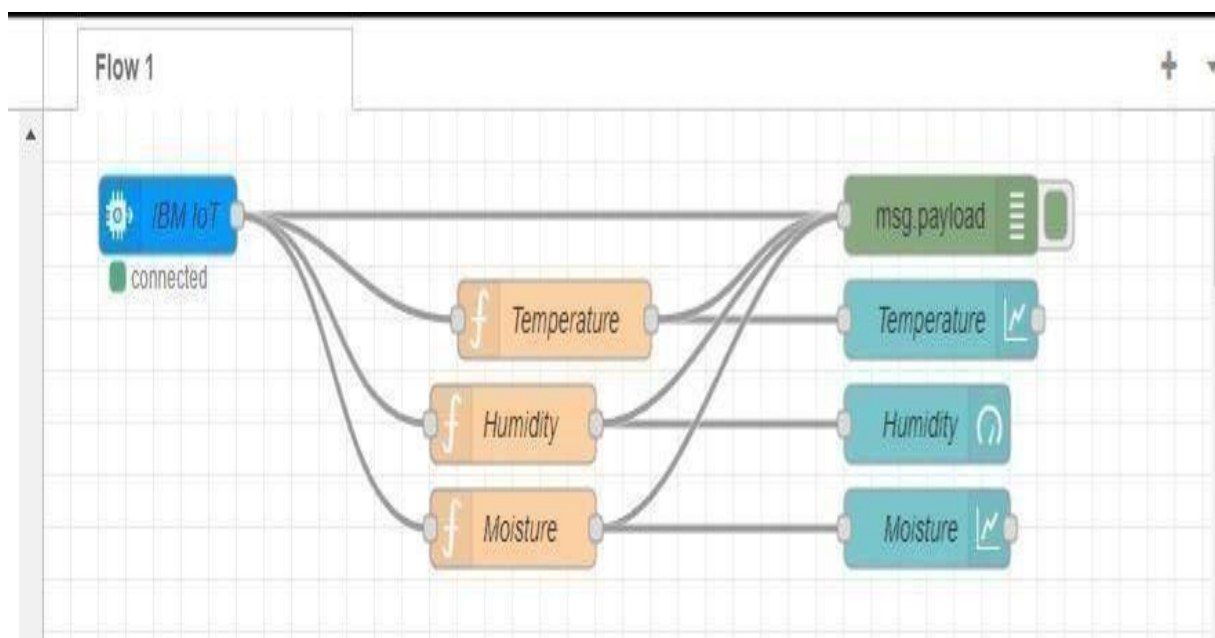 Flow 1
IBM IoT
msg.payload
connected
Temperature
Temperature
Humidity
Humidity
Moisture
Moisture